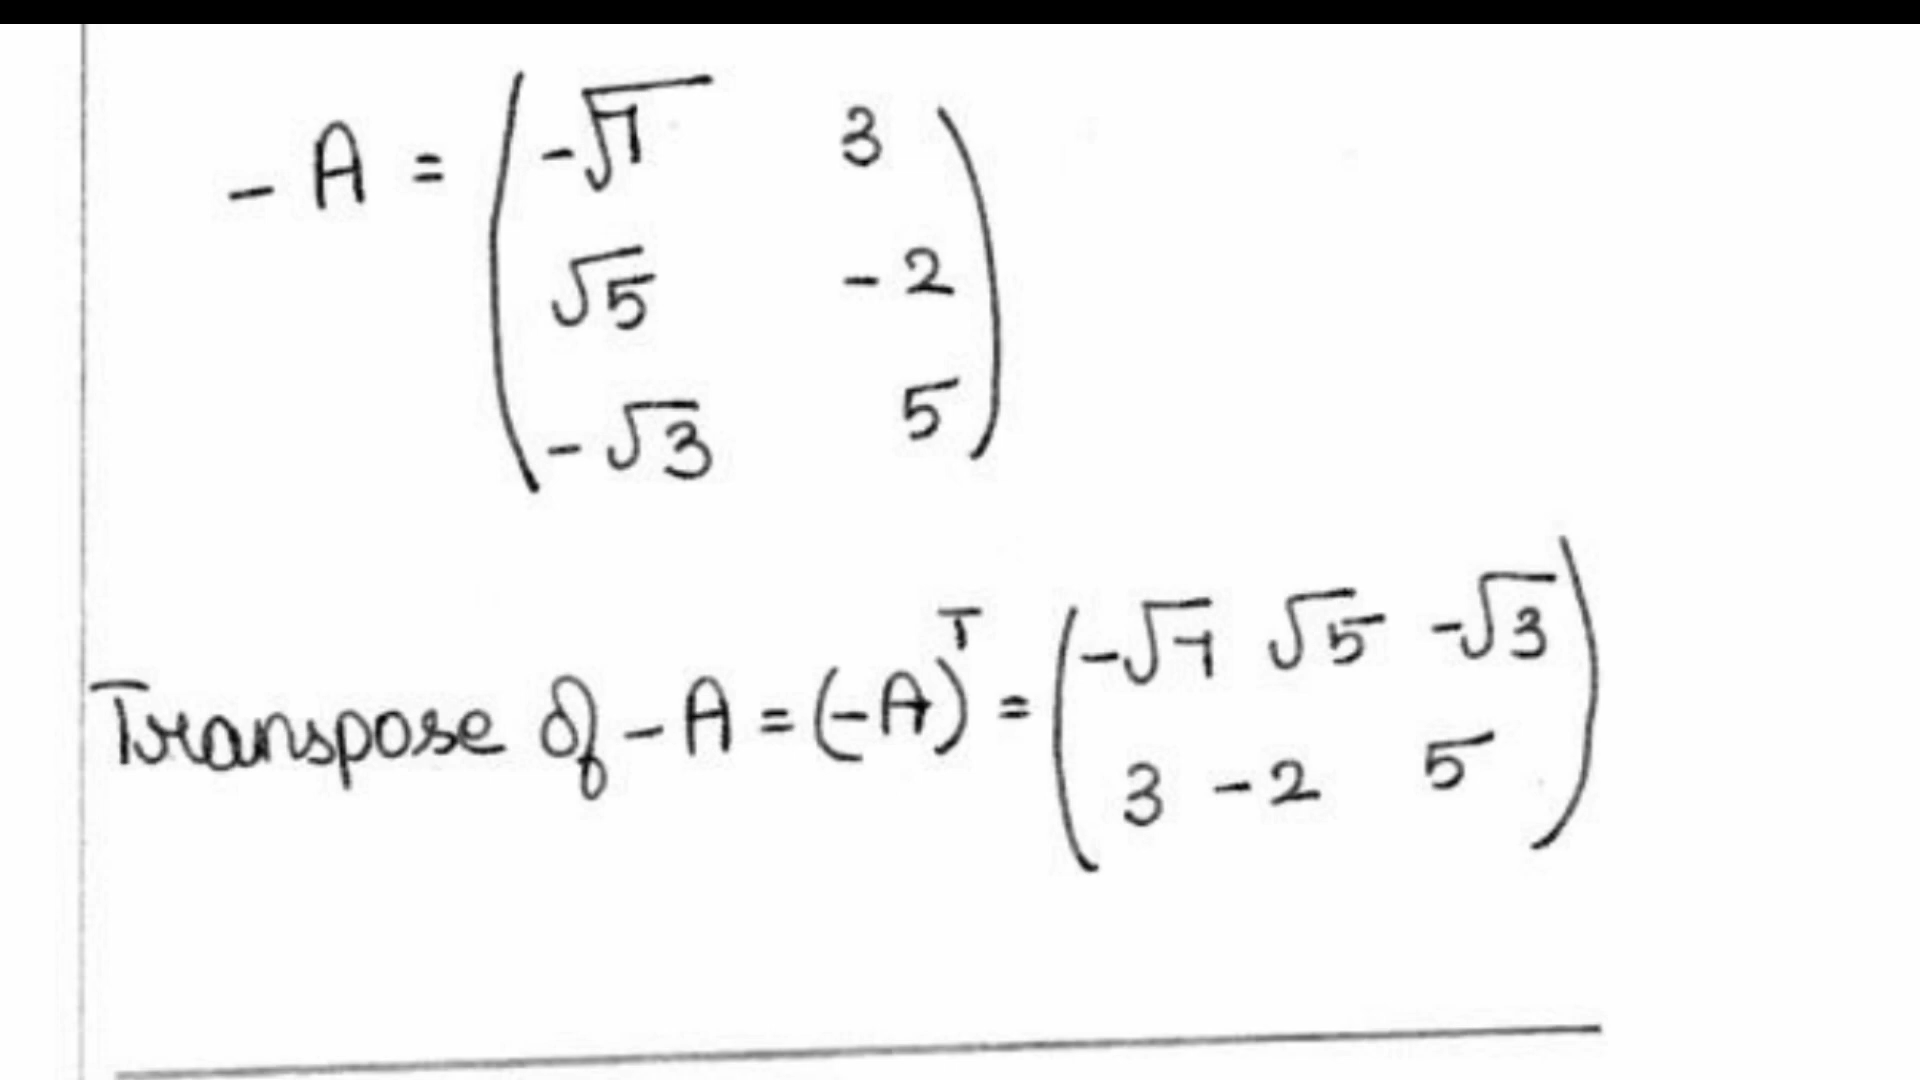 - A = ( -√7 3
√5 -2
-√3 5 )
Transpose of -A = (-A)ᵀ = ( -√7 √5 -√3
3 -2 5 )